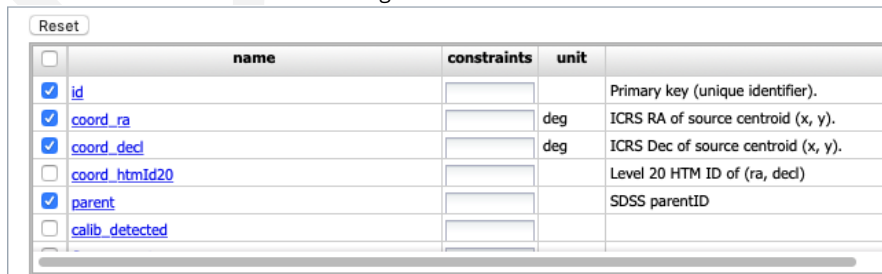 Reset
name constraints unit
id Primary key (unique identifier).
coord_ra deg ICRS RA of source centroid (x, y).
coord_decl deg ICRS Dec of source centroid (x, y).
coord_htmId20 Level 20 HTM ID of (ra, decl)
parent SDSS parentID
calib_detected